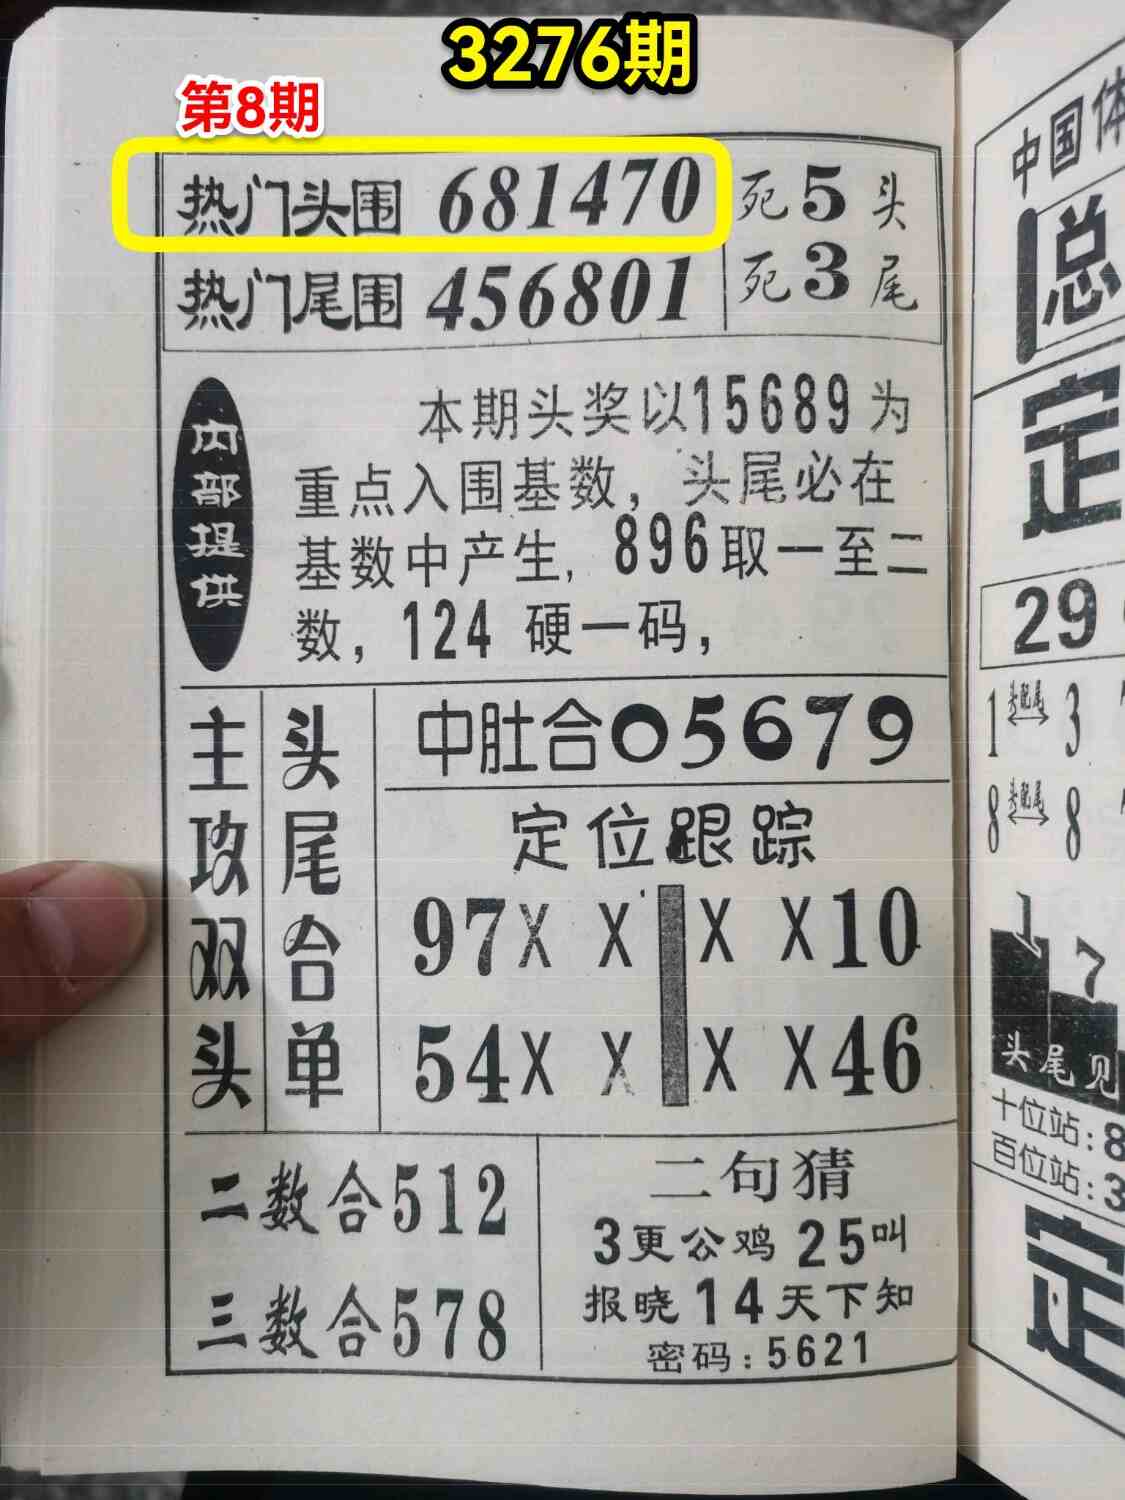 3276期
第8期
热门头围 681470
死5头
热门尾围 456801
死3尾
内部提供
本期头奖以15689为
重点入围基数，头尾必在
基数中产生，896取一至二
数，124 硬一码，
主攻双头
头尾合单
中肚合05679
定位跟踪
97X X X X10
54X X X X46
二数合512
三数合578
二句猜
3更公鸡 25叫
报晓14天下知
密码：5621
中国体
总
定
29
1 头配尾 3
8 头配尾 8
1
7
头尾见
十位站：8
百位站：3
定